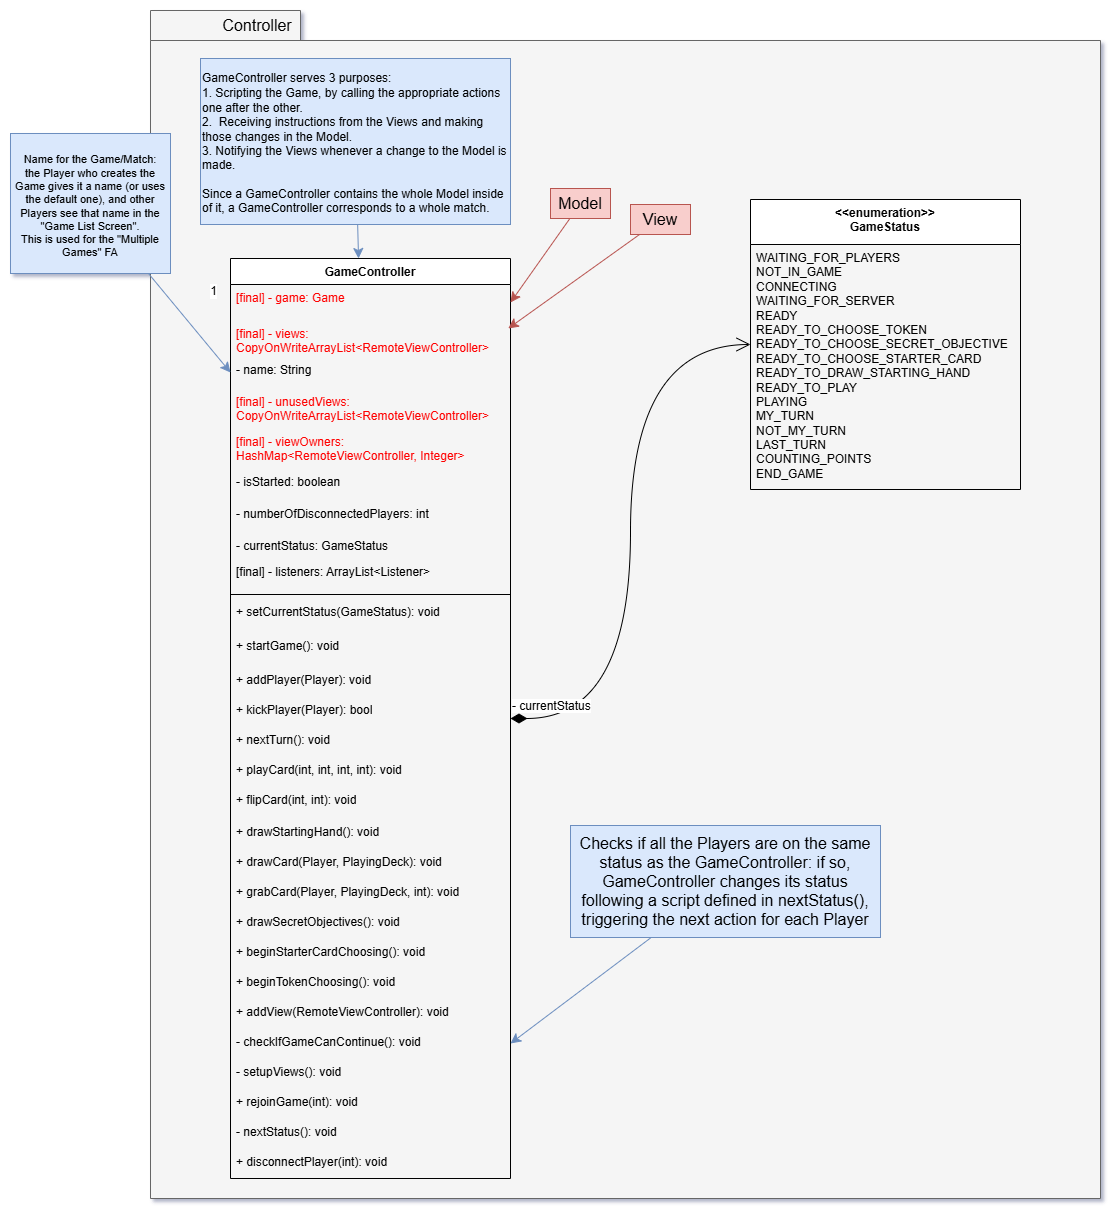 Controller
GameController serves 3 purposes:
1. Scripting the Game, by calling the appropriate actions
one after the other.
2.  Receiving instructions from the Views and making
those changes in the Model.
3. Notifying the Views whenever a change to the Model is
made.
Since a GameController contains the whole Model inside
of it, a GameController corresponds to a whole match.
Name for the Game/Match:
the Player who creates the
Game gives it a name (or uses
the default one), and other
Players see that name in the
"Game List Screen".
This is used for the "Multiple
Games" FA
Model
View
1
GameController
[final] - game: Game
[final] - views:
CopyOnWriteArrayList<RemoteViewController>
- name: String
[final] - unusedViews:
CopyOnWriteArrayList<RemoteViewController>
[final] - viewOwners:
HashMap<RemoteViewController, Integer>
- isStarted: boolean
- numberOfDisconnectedPlayers: int
- currentStatus: GameStatus
[final] - listeners: ArrayList<Listener>
+ setCurrentStatus(GameStatus): void
+ startGame(): void
+ addPlayer(Player): void
+ kickPlayer(Player): bool
+ nextTurn(): void
+ playCard(int, int, int, int): void
+ flipCard(int, int): void
+ drawStartingHand(): void
+ drawCard(Player, PlayingDeck): void
+ grabCard(Player, PlayingDeck, int): void
+ drawSecretObjectives(): void
+ beginStarterCardChoosing(): void
+ beginTokenChoosing(): void
+ addView(RemoteViewController): void
- checkIfGameCanContinue(): void
- setupViews(): void
+ rejoinGame(int): void
- nextStatus(): void
+ disconnectPlayer(int): void
- currentStatus
<<enumeration>>
GameStatus
WAITING_FOR_PLAYERS
NOT_IN_GAME
CONNECTING
WAITING_FOR_SERVER
READY
READY_TO_CHOOSE_TOKEN
READY_TO_CHOOSE_SECRET_OBJECTIVE
READY_TO_CHOOSE_STARTER_CARD
READY_TO_DRAW_STARTING_HAND
READY_TO_PLAY
PLAYING
MY_TURN
NOT_MY_TURN
LAST_TURN
COUNTING_POINTS
END_GAME
Checks if all the Players are on the same
status as the GameController: if so,
GameController changes its status
following a script defined in nextStatus(),
triggering the next action for each Player